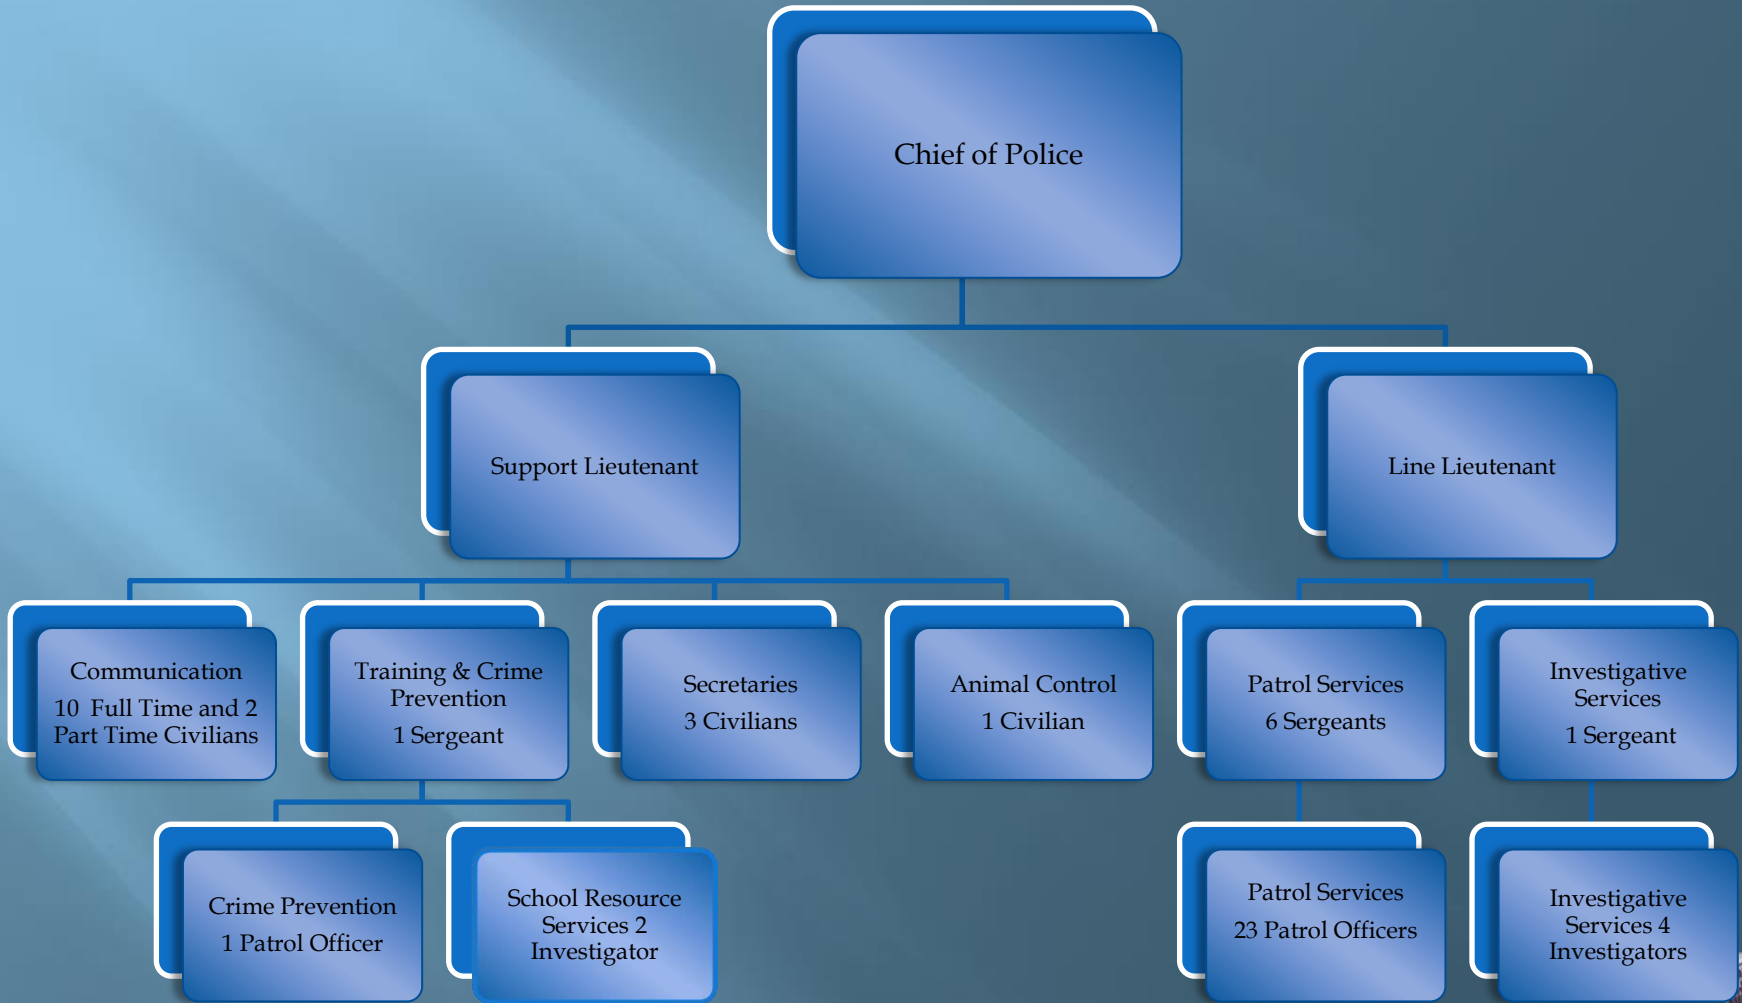 Chief of Police
Support Lieutenant
Line Lieutenant
Communication
10 Full Time and 2
Part Time Civilians
Training & Crime
Prevention
1 Sergeant
Secretaries
3 Civilians
Animal Control
1 Civilian
Patrol Services
6 Sergeants
Investigative
Services
1 Sergeant
Crime Prevention
1 Patrol Officer
School Resource
Services 2
Investigator
Patrol Services
23 Patrol Officers
Investigative
Services 4
Investigators